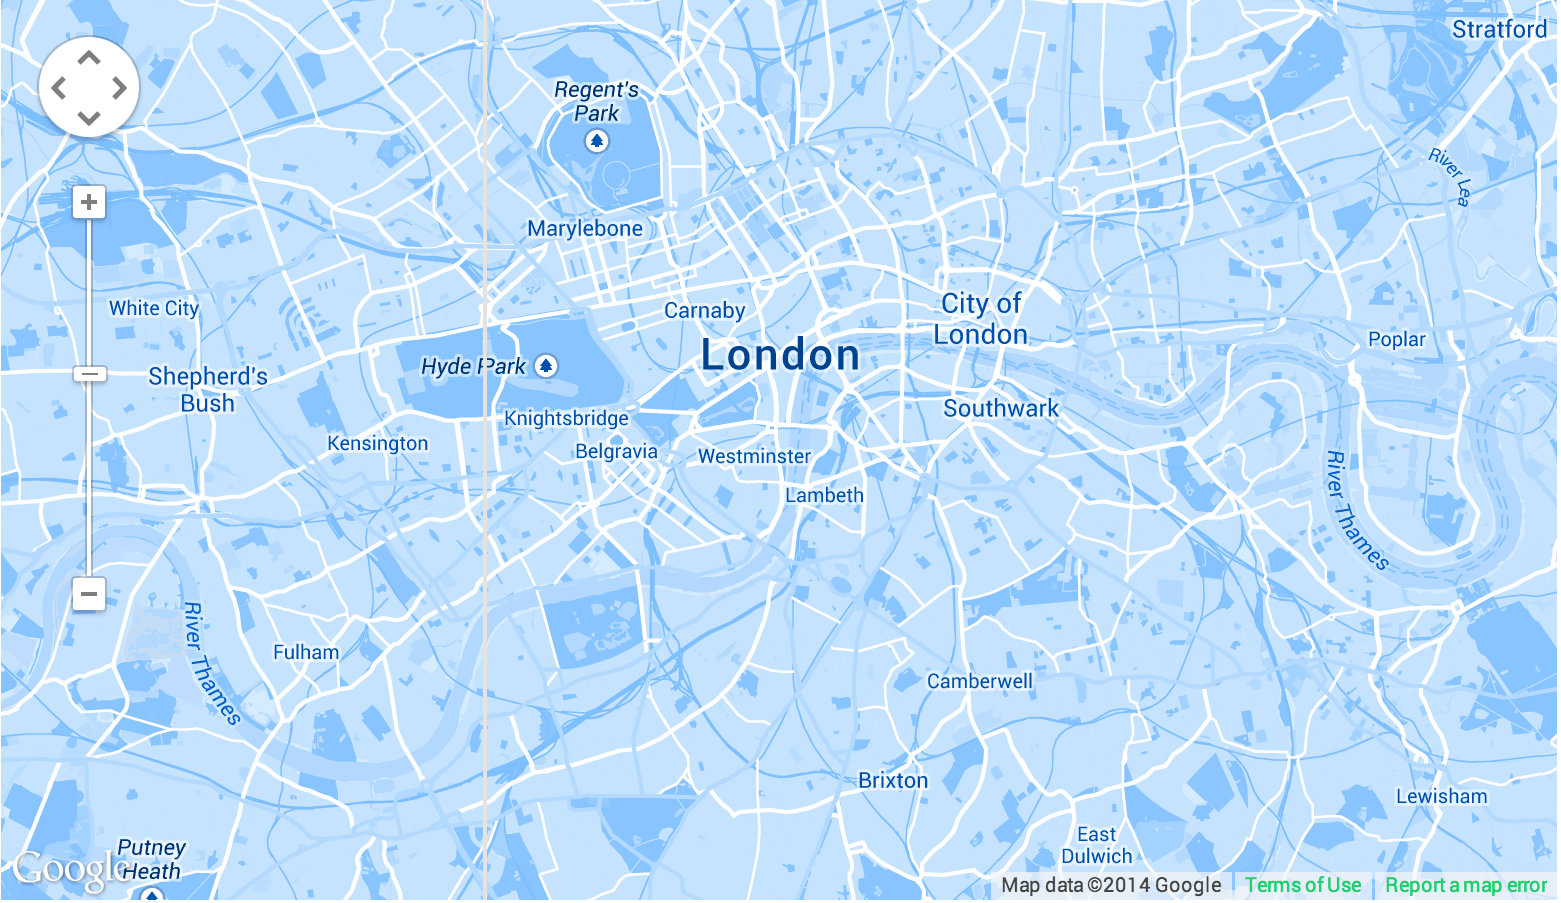 Stratford
Regent's
Park
River Lea
Marylebone
White City
Carnaby
City of
London
London
Poplar
Hyde Park
Shepherd's
Bush
Southwark
Knightsbridge
Kensington
Belgravia
Westminster
Lambeth
River Thames
River Thames
Fulham
Camberwell
Brixton
Lewisham
East
Dulwich
Putney
Heath
Google
Map data ©2014 Google
Terms of Use
Report a map error